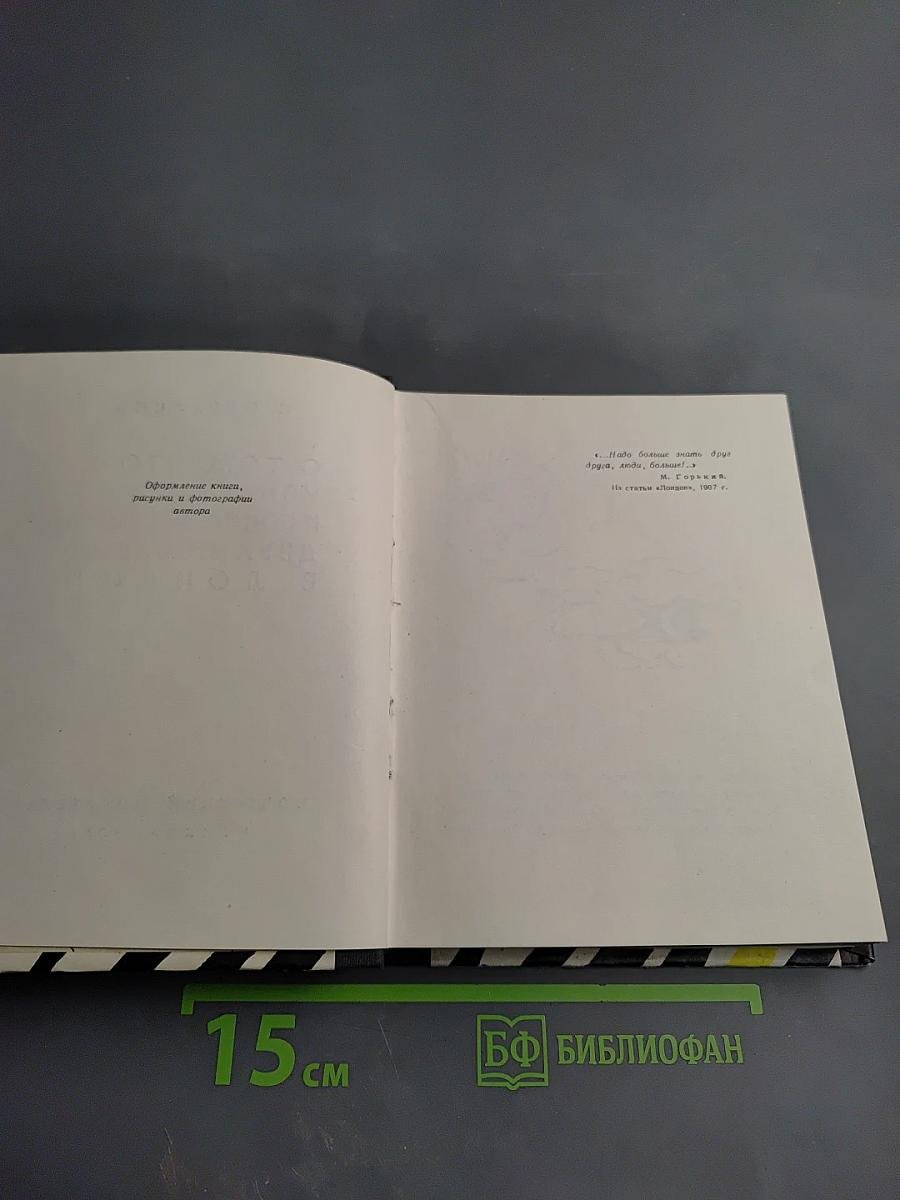 Оформление книги,
рисунки и фотографии
автора
«...Надо больше знать друг
друга, люди, больше!..»
М. Горький.
Из статьи «Лондон», 1907 г.
15 см
БФ БИБЛИОФАН